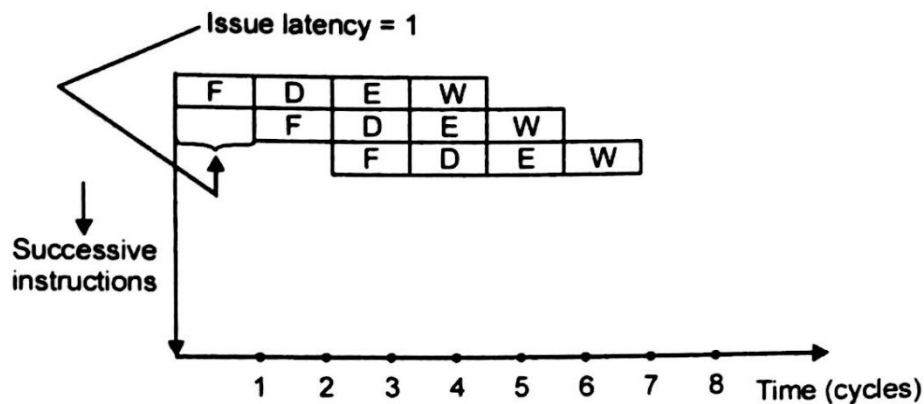 Issue latency = 1
F D E W
F D E W
F D E W
Successive
instructions
1 2 3 4 5 6 7 8 Time (cycles)